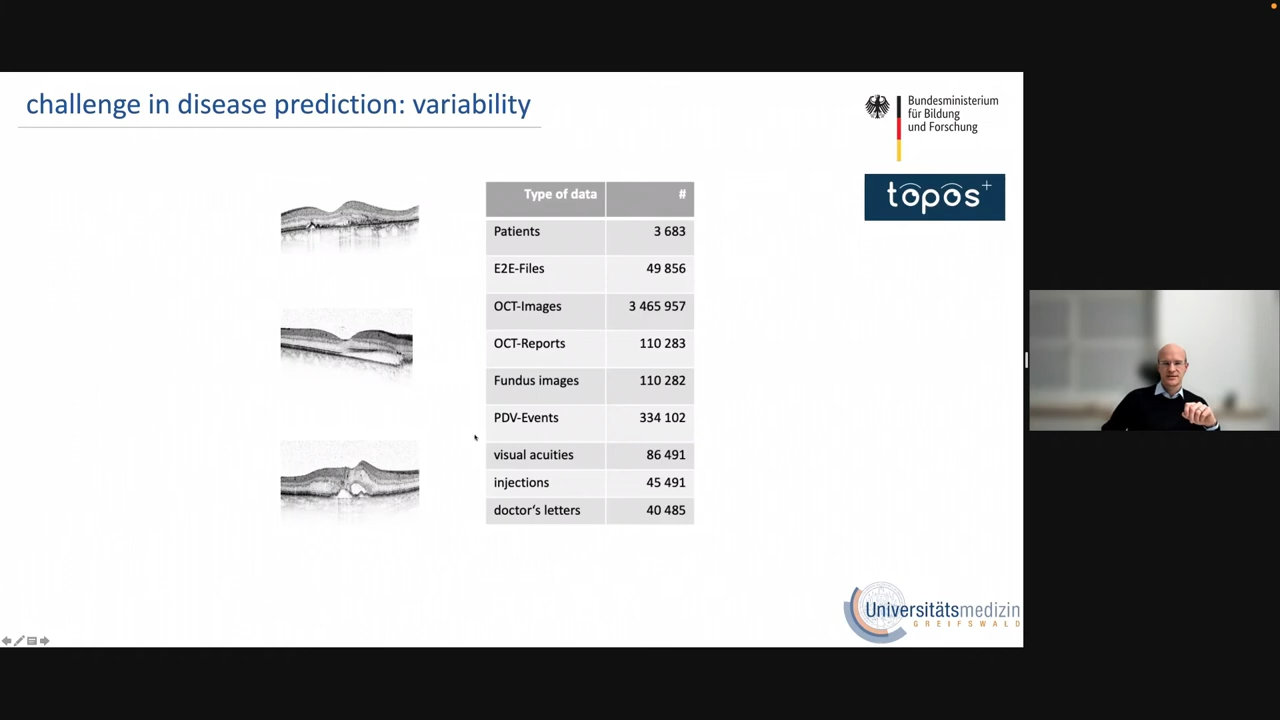 challenge in disease prediction: variability
Bundesministerium
für Bildung
und Forschung
topos+
Type of data #
Patients 3 683
E2E-Files 49 856
OCT-Images 3 465 957
OCT-Reports 110 283
Fundus images 110 282
PDV-Events 334 102
visual acuities 86 491
injections 45 491
doctor‘s letters 40 485
Universitätsmedizin
GREIFSWALD